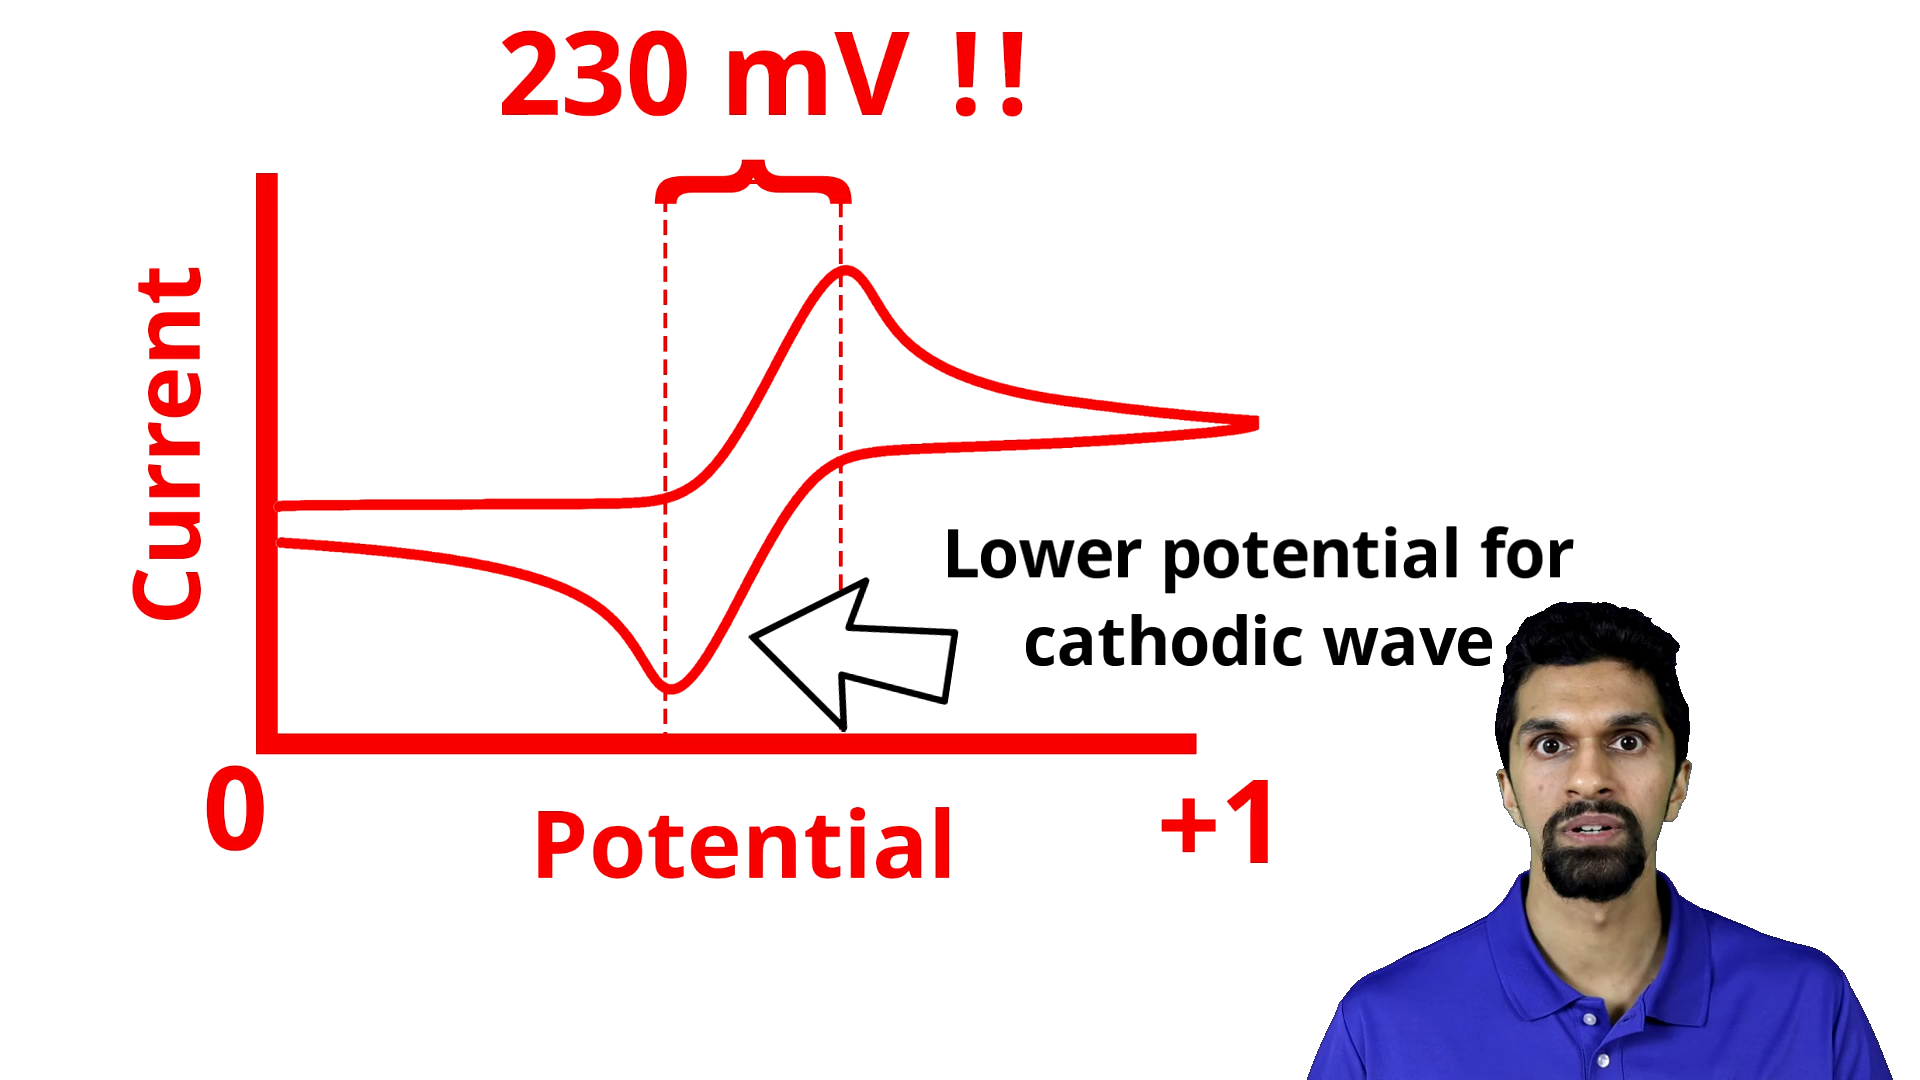 230 mV !!
Current
Lower potential for
cathodic wave
0
+1
Potential